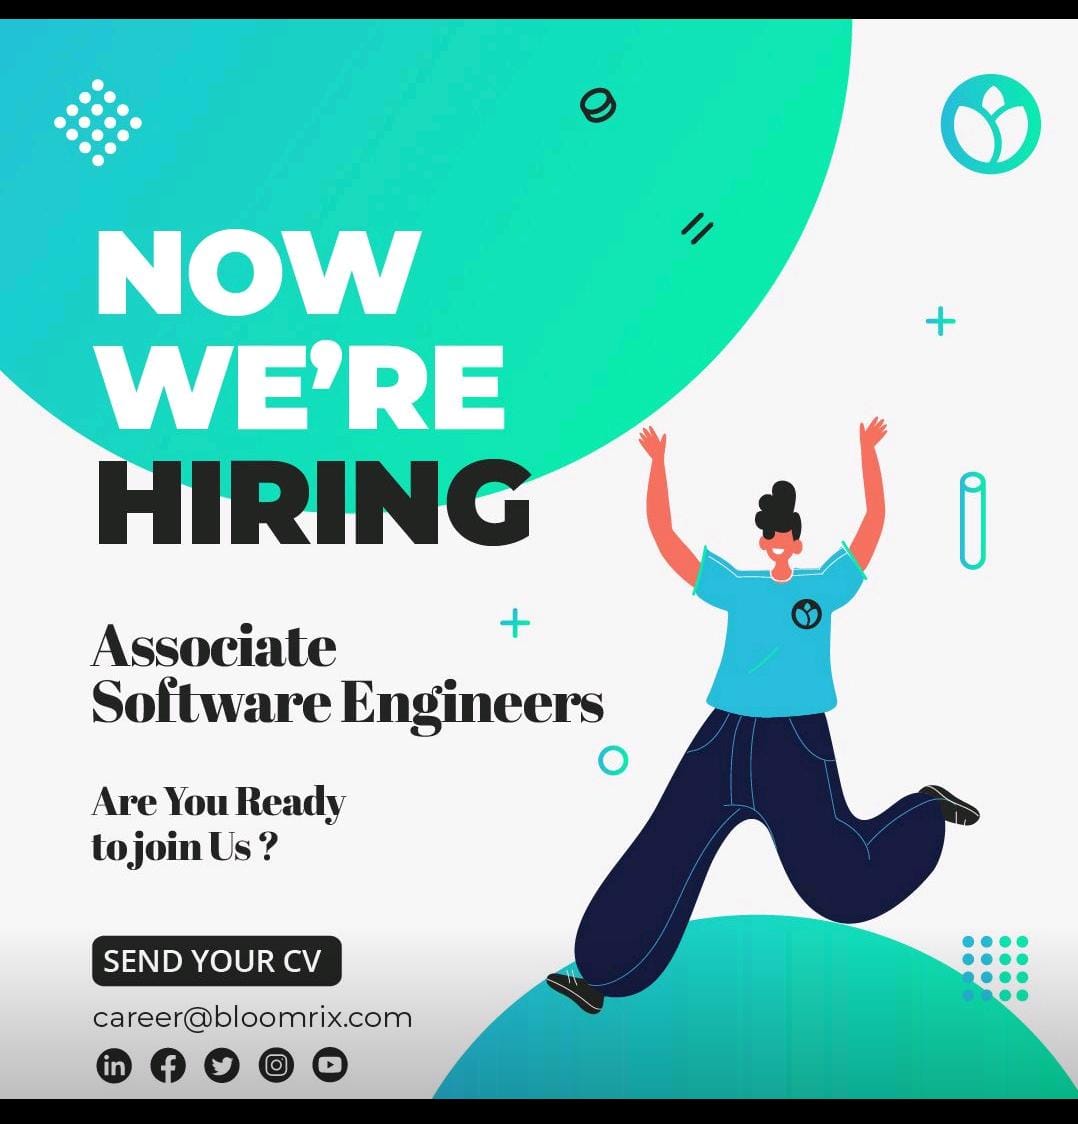 NOW
WE’RE
HIRING
Associate
Software Engineers
Are You Ready
to join Us ?
SEND YOUR CV
career@bloomrix.com